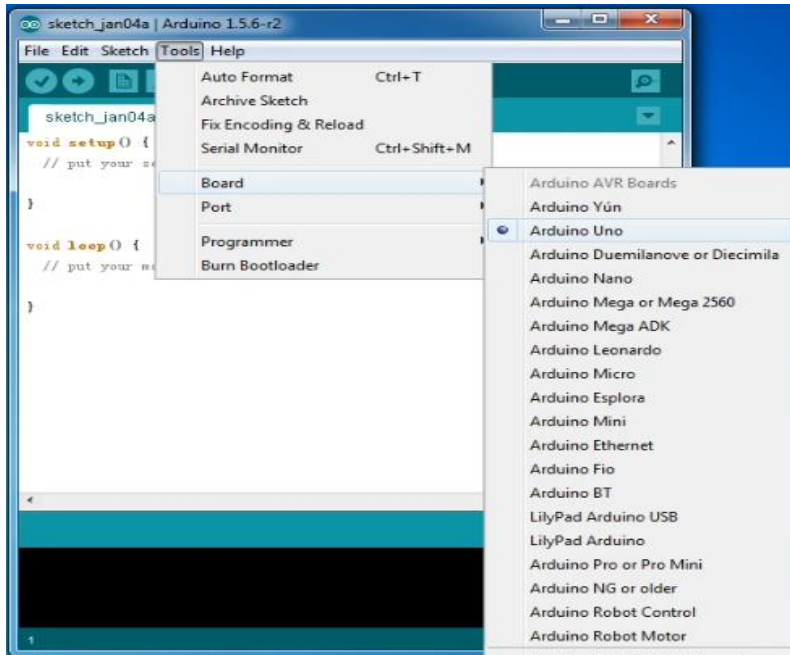 sketch_jan04a | Arduino 1.5.6-r2
File Edit Sketch Tools Help
sketch_jan04a
Auto Format Ctrl+T
Archive Sketch
Fix Encoding & Reload
Serial Monitor Ctrl+Shift+M
Board
Port
Programmer
Burn Bootloader
void setup() {
// put your
}
void loop() {
// put your
}
Arduino AVR Boards
Arduino Yún
Arduino Uno
Arduino Duemilanove or Diecimila
Arduino Nano
Arduino Mega or Mega 2560
Arduino Mega ADK
Arduino Leonardo
Arduino Micro
Arduino Esplora
Arduino Mini
Arduino Ethernet
Arduino Fio
Arduino BT
LilyPad Arduino USB
LilyPad Arduino
Arduino Pro or Pro Mini
Arduino NG or older
Arduino Robot Control
Arduino Robot Motor
1